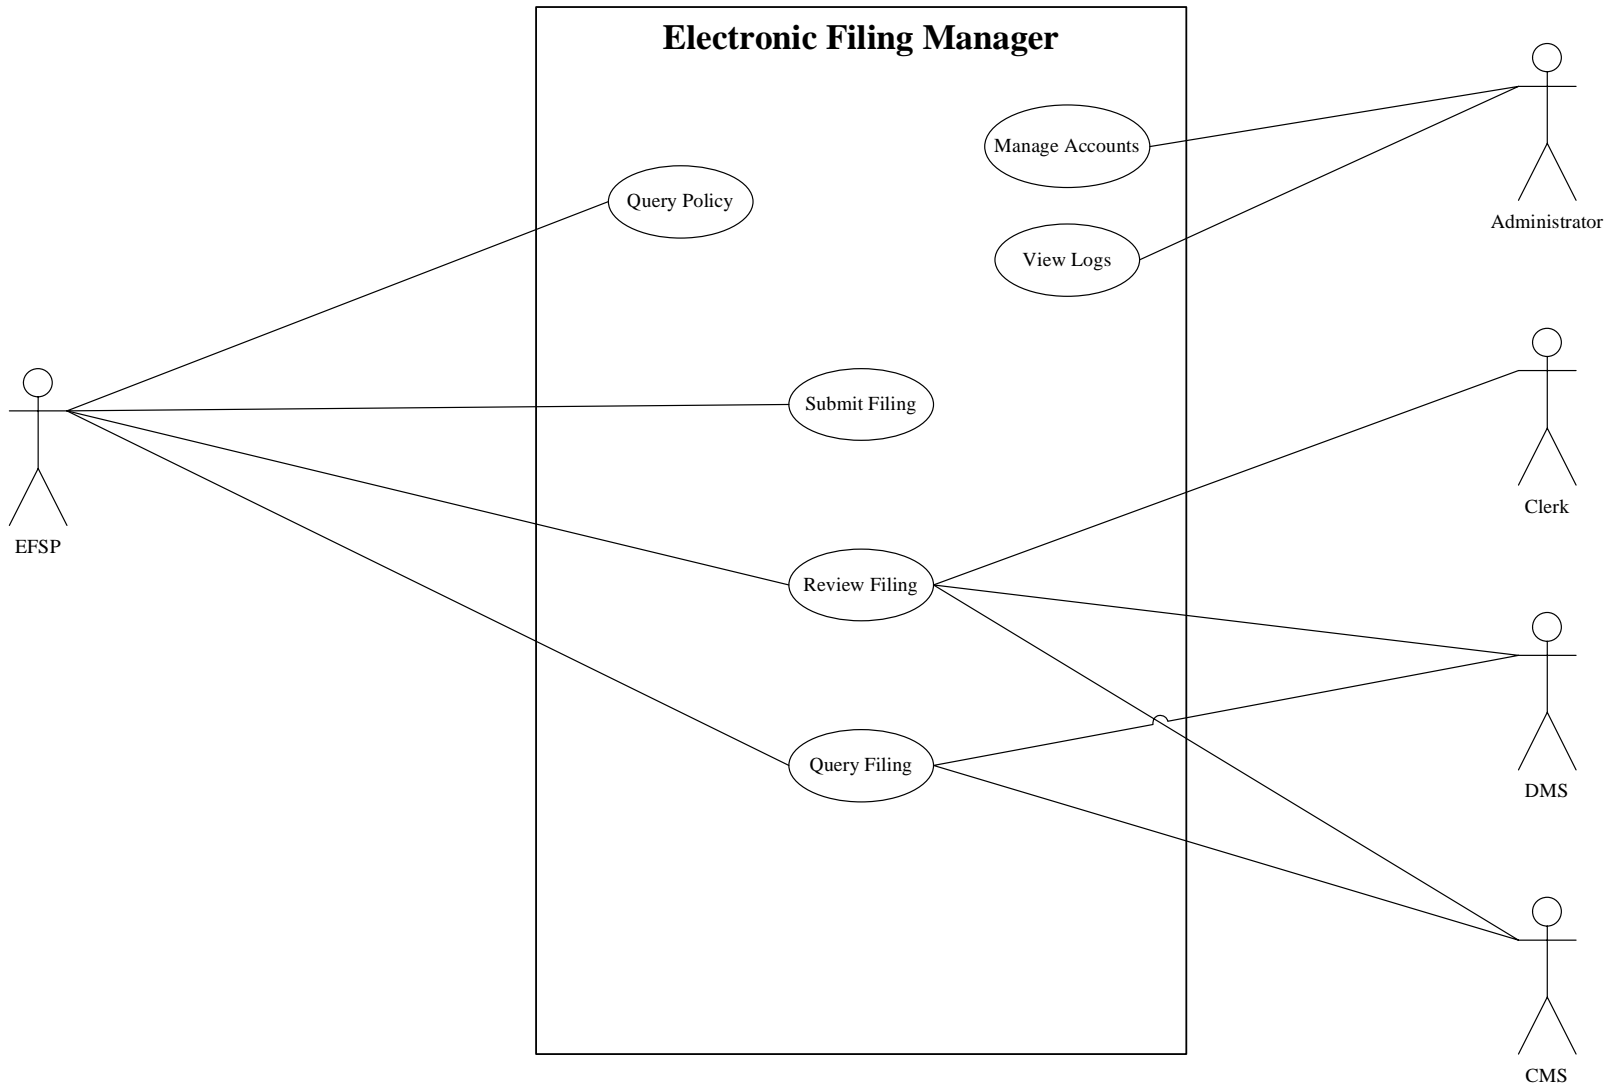 Electronic Filing Manager
Manage Accounts
Query Policy
Administrator
View Logs
Submit Filing
Clerk
EFSP
Review Filing
Query Filing
DMS
CMS